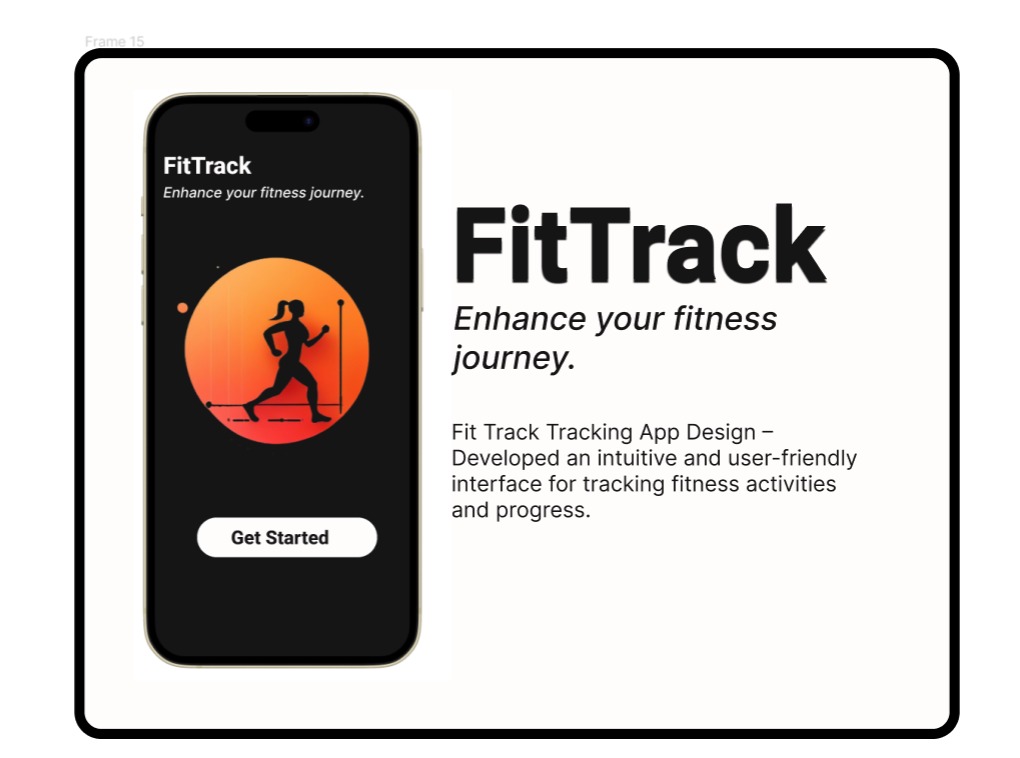 Frame 15
FitTrack
Enhance your fitness journey.
Get Started
FitTrack
Enhance your fitness
journey.
Fit Track Tracking App Design –
Developed an intuitive and user-friendly
interface for tracking fitness activities
and progress.